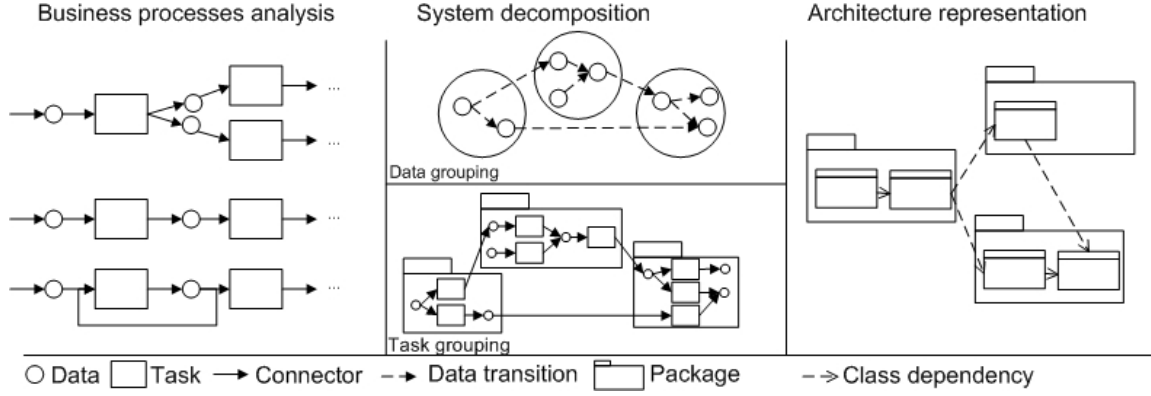 Business processes analysis
System decomposition
Architecture representation
...
...
...
...
Data grouping
Task grouping
Data Task Connector Data transition Package Class dependency